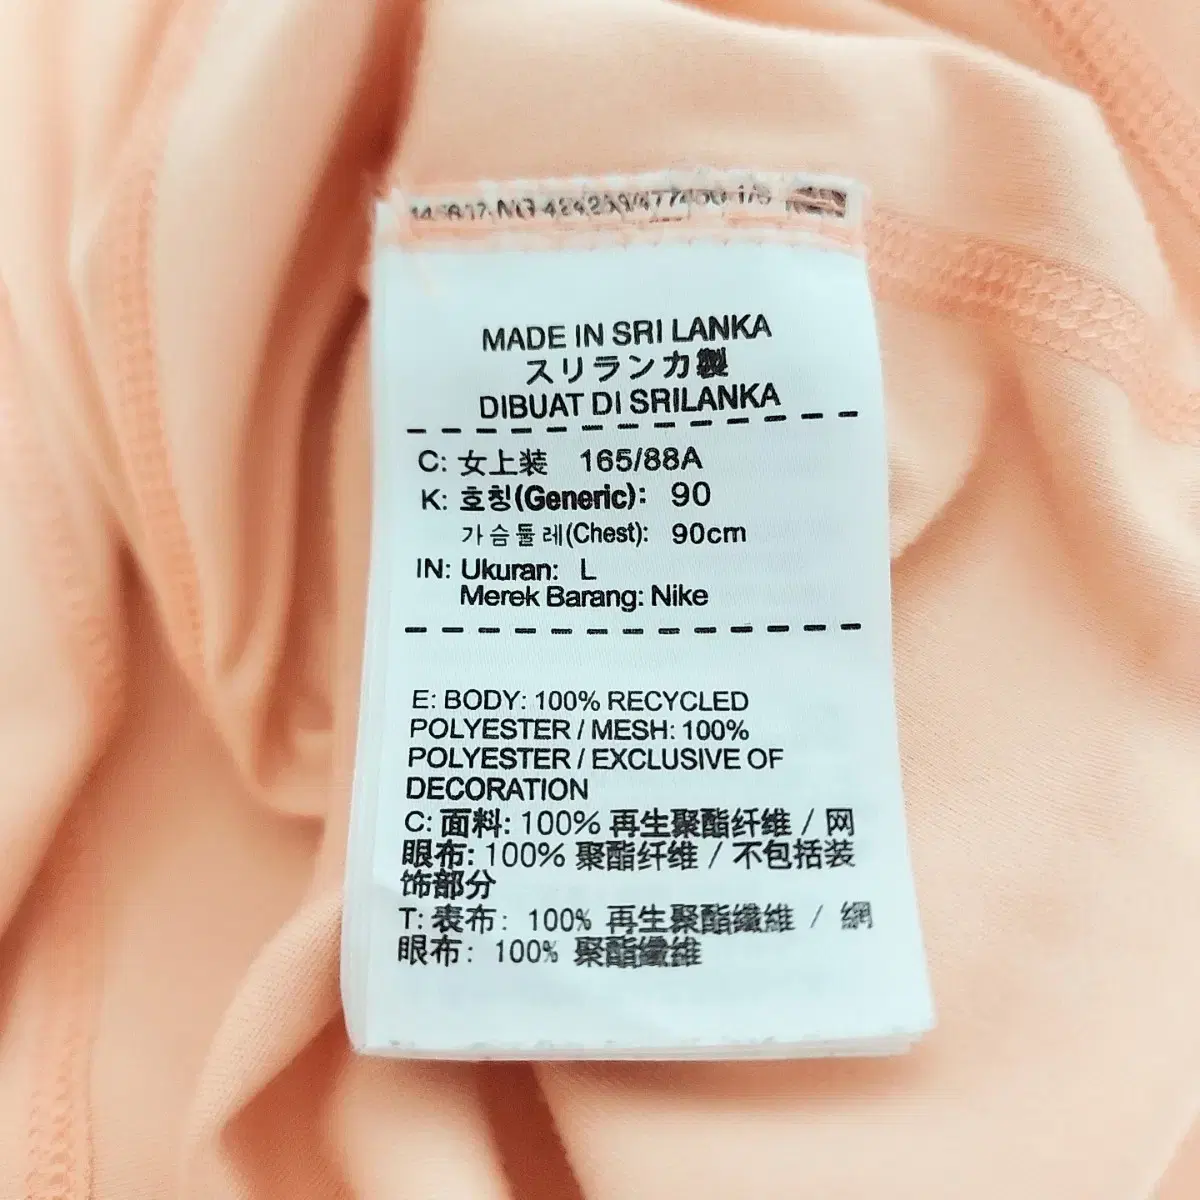 MADE IN SRI LANKA
スリランカ製
DIBUAT DI SRILANKA
C: 女上装 165/88A
K: 호칭(Generic): 90
가슴둘레(Chest): 90cm
IN: Ukuran: L
Merek Barang: Nike
E: BODY: 100% RECYCLED
POLYESTER / MESH: 100%
POLYESTER / EXCLUSIVE OF
DECORATION
C: 面料: 100% 再生聚酯纤维 / 网
眼布: 100% 聚酯纤维 / 不包括装
饰部分
T: 表布: 100% 再生聚酯纖維 / 網
眼布: 100% 聚酯纖維